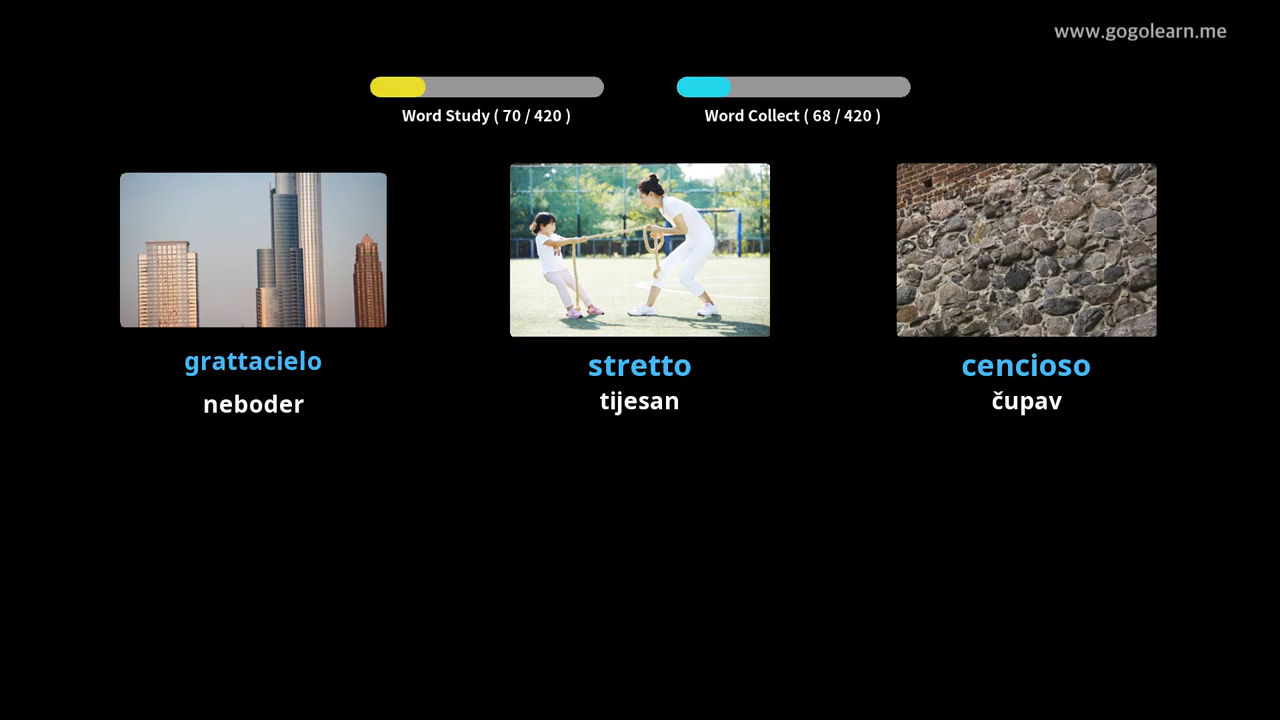 www.gogolearn.me
Word Study ( 70 / 420 )
Word Collect ( 68 / 420 )
grattacielo
neboder
stretto
tijesan
cencioso
čupav